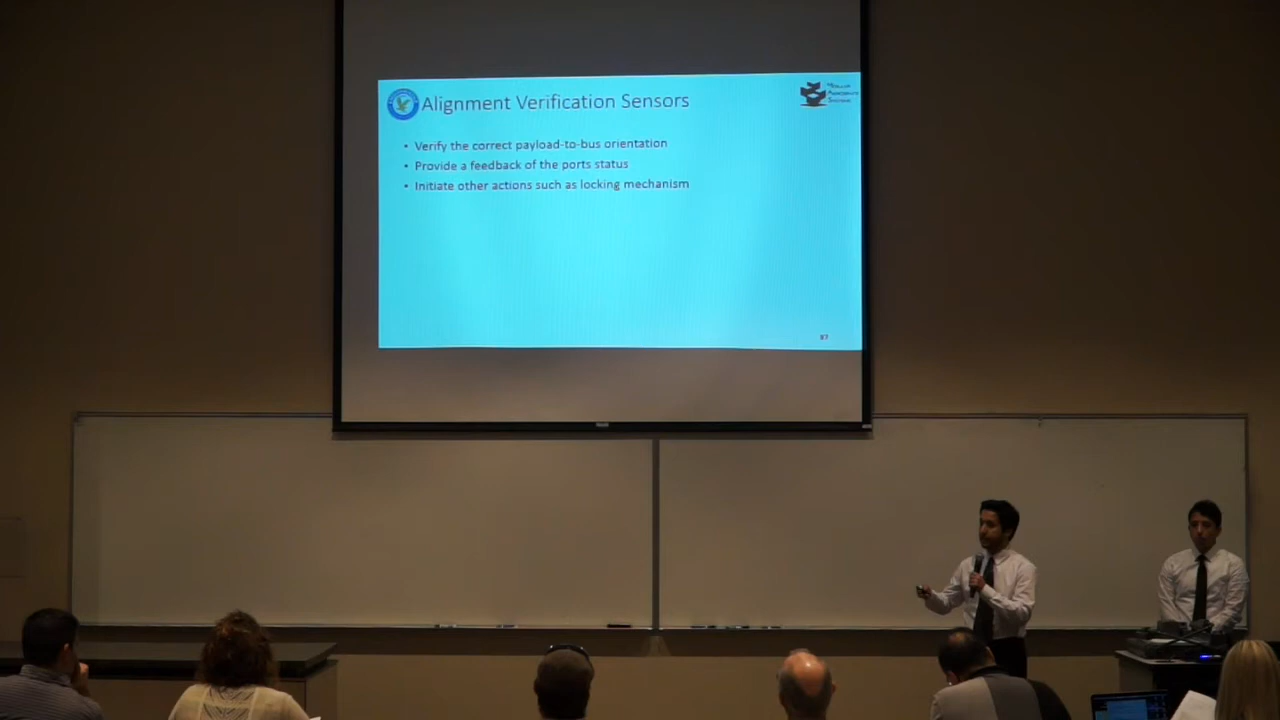 Alignment Verification Sensors
• Verify the correct payload-to-bus orientation
• Provide a feedback of the ports status
• Initiate other actions such as locking mechanism
87